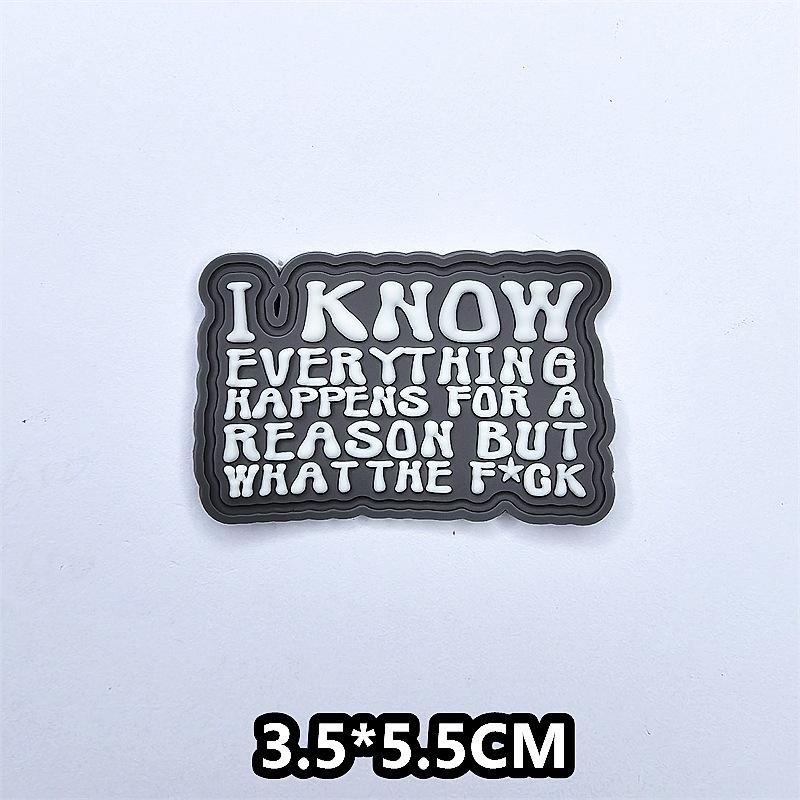 I KNOW
EVERYTHING
HAPPENS FOR A
REASON BUT
WHAT THE F*CK
3.5*5.5CM